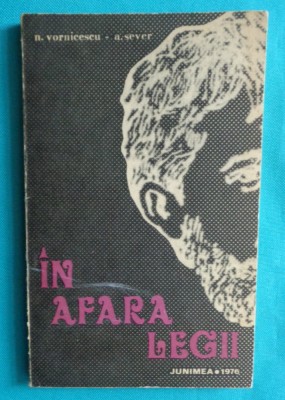 n. vornicescu • a. sever
ÎN
AFARA
LEGII
JUNIMEA • 1976